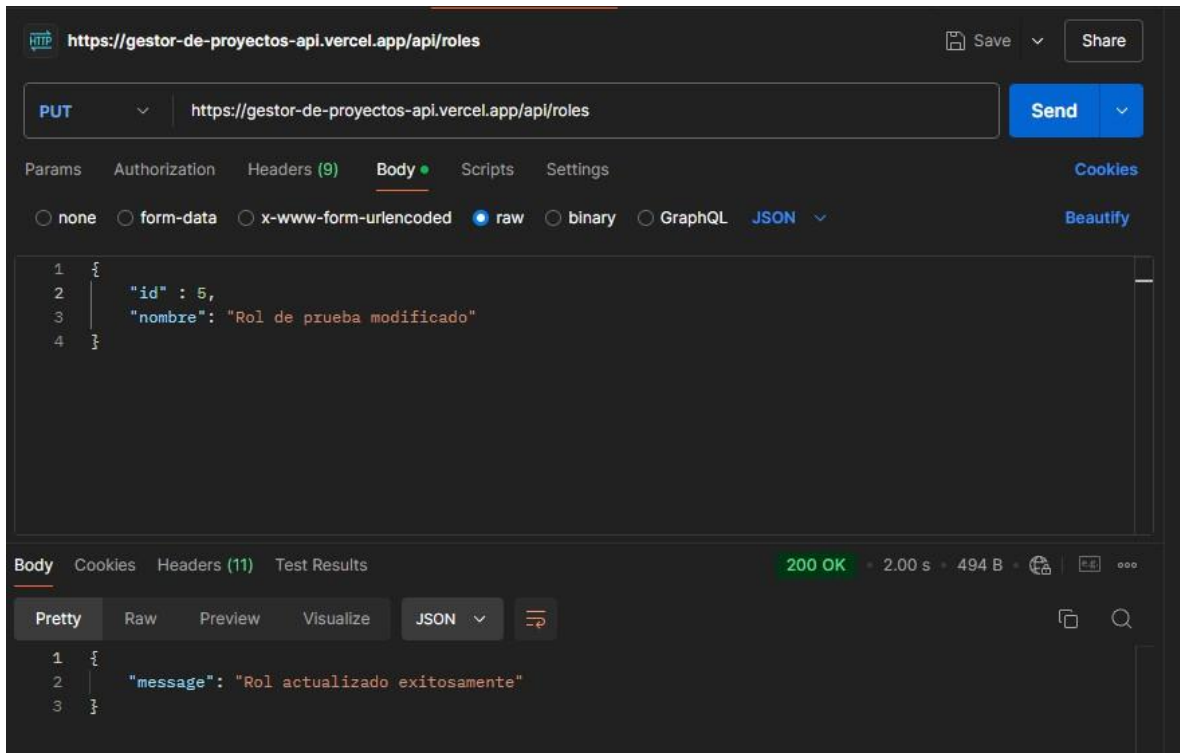 HTTP https://gestor-de-proyectos-api.vercel.app/api/roles Save Share
PUT https://gestor-de-proyectos-api.vercel.app/api/roles Send
Params Authorization Headers (9) Body Scripts Settings Cookies
none form-data x-www-form-urlencoded raw binary GraphQL JSON Beautify
1 {
2 "id" : 5,
3 "nombre": "Rol de prueba modificado"
4 }
Body Cookies Headers (11) Test Results 200 OK 2.00 s 494 B e.g.
Pretty Raw Preview Visualize JSON
1 {
2 "message": "Rol actualizado exitosamente"
3 }